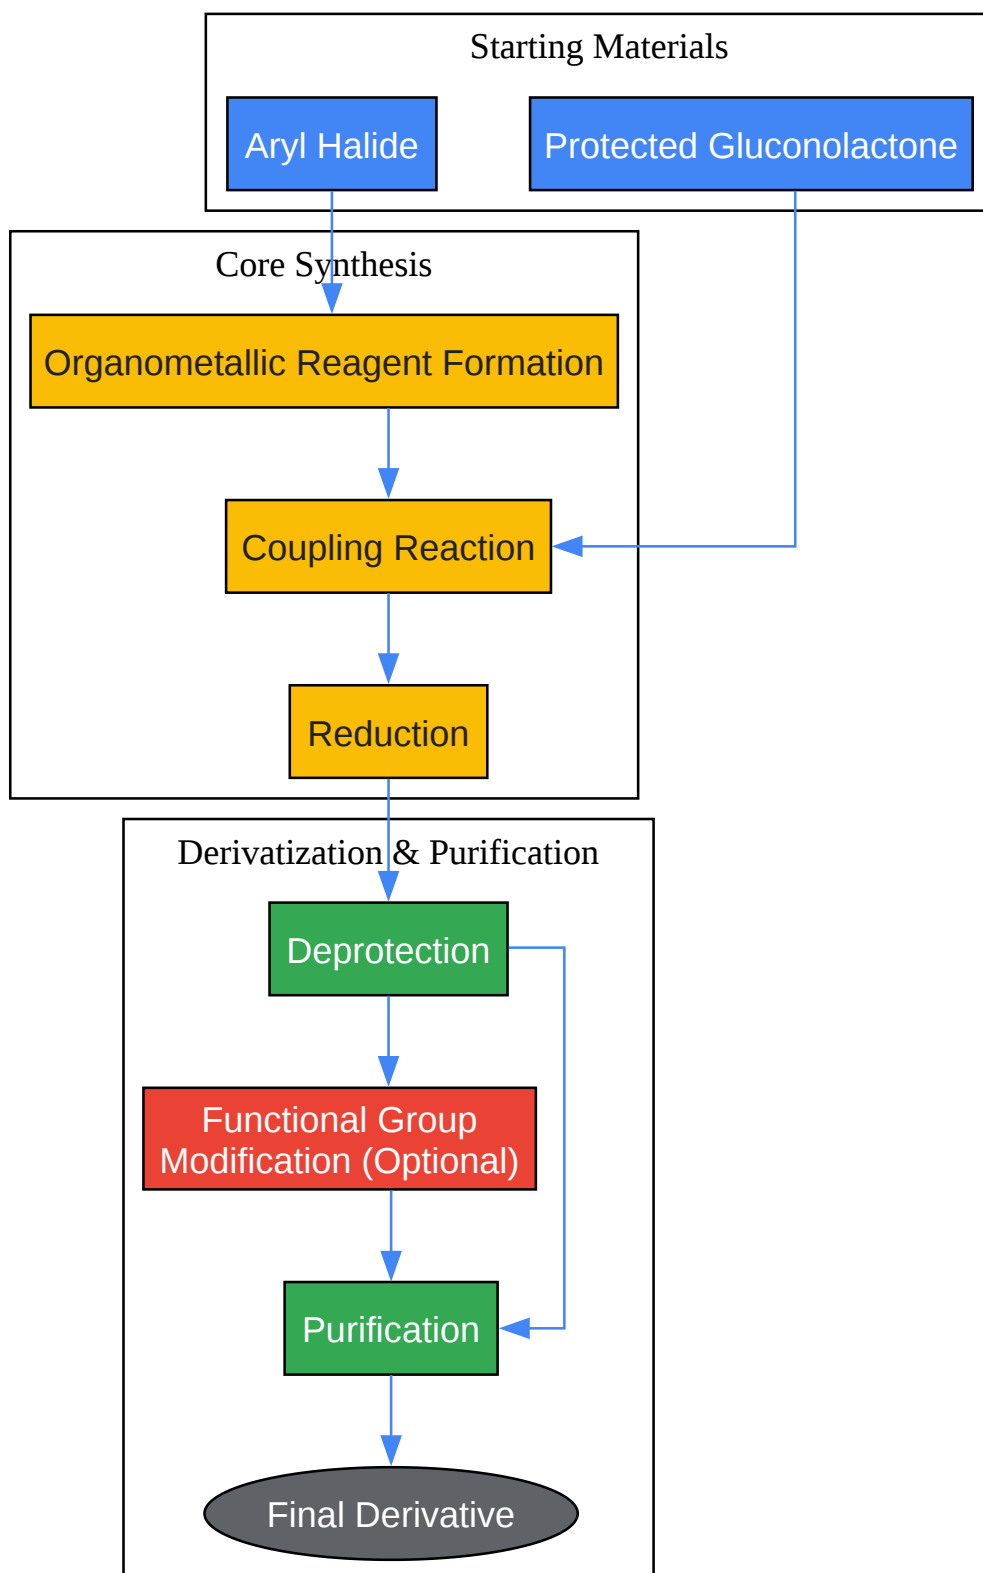 Starting Materials
Aryl Halide
Protected Gluconolactone
Core Synthesis
Organometallic Reagent Formation
Coupling Reaction
Reduction
Derivatization & Purification
Deprotection
Functional Group
Modification (Optional)
Purification
Final Derivative